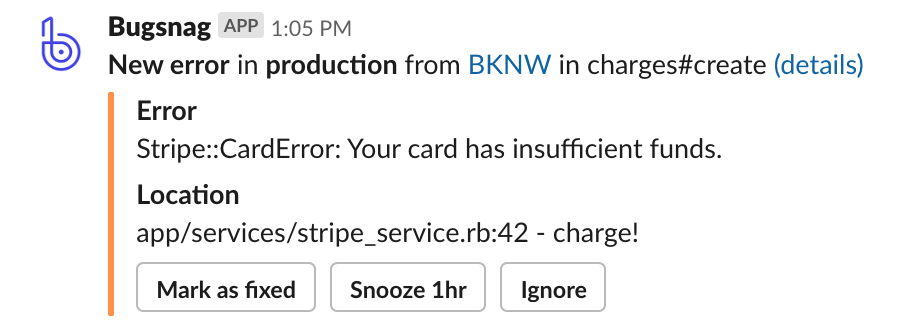 Bugsnag APP 1:05 PM
New error in production from BKNW in charges#create (details)
Error
Stripe::CardError: Your card has insufficient funds.
Location
app/services/stripe_service.rb:42 - charge!
Mark as fixed Snooze 1hr Ignore